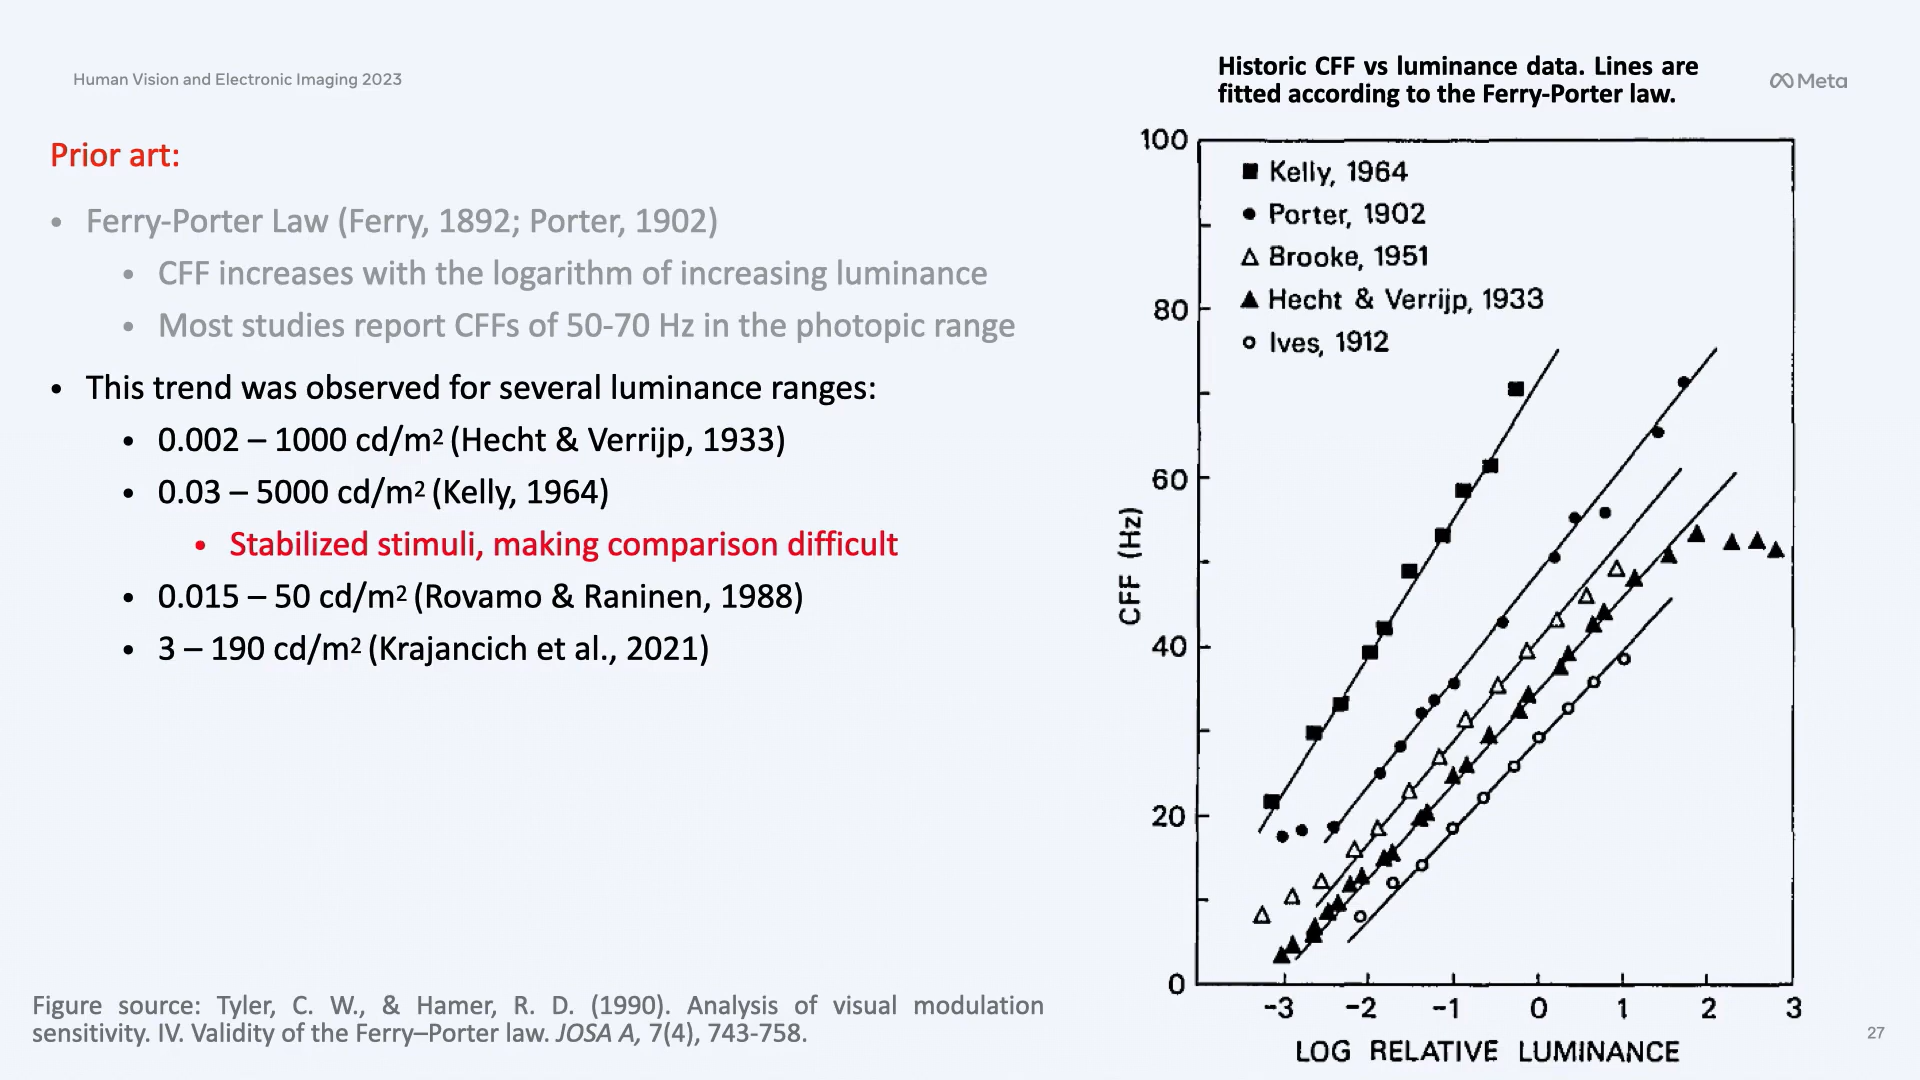 Human Vision and Electronic Imaging 2023
Historic CFF vs luminance data. Lines are
fitted according to the Ferry-Porter law.
Meta
Prior art:
• Ferry-Porter Law (Ferry, 1892; Porter, 1902)
• CFF increases with the logarithm of increasing luminance
• Most studies report CFFs of 50-70 Hz in the photopic range
• This trend was observed for several luminance ranges:
• 0.002 – 1000 cd/m² (Hecht & Verrijp, 1933)
• 0.03 – 5000 cd/m² (Kelly, 1964)
• Stabilized stimuli, making comparison difficult
• 0.015 – 50 cd/m² (Rovamo & Raninen, 1988)
• 3 – 190 cd/m² (Krajancich et al., 2021)
Figure source: Tyler, C. W., & Hamer, R. D. (1990). Analysis of visual modulation
sensitivity. IV. Validity of the Ferry–Porter law. JOSA A, 7(4), 743-758.
100
80
60
40
20
0
CFF (Hz)
■ Kelly, 1964
● Porter, 1902
△ Brooke, 1951
▲ Hecht & Verrijp, 1933
○ Ives, 1912
-3 -2 -1 0 1 2 3
LOG RELATIVE LUMINANCE
27